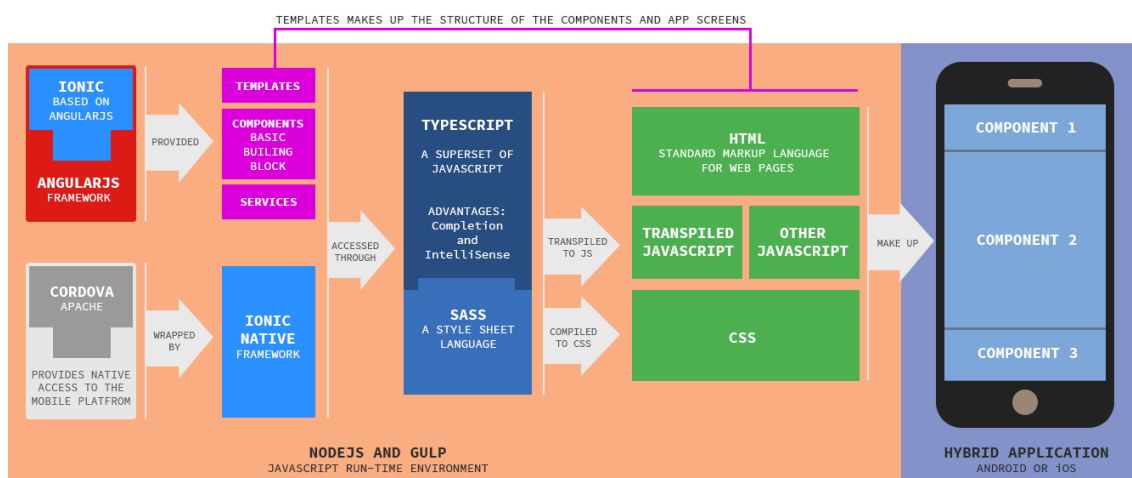 TEMPLATES MAKES UP THE STRUCTURE OF THE COMPONENTS AND APP SCREENS
IONIC
BASED ON
ANGULARJS
ANGULARJS
FRAMEWORK
PROVIDED
TEMPLATES
COMPONENTS
BASIC
BUILING
BLOCK
SERVICES
CORDOVA
APACHE
PROVIDES NATIVE
ACCESS TO THE
MOBILE PLATFROM
WRAPPED
BY
IONIC
NATIVE
FRAMEWORK
ACCESSED
THROUGH
TYPESCRIPT
A SUPERSET OF
JAVASCRIPT
ADVANTAGES:
Completion
and
IntelliSense
SASS
A STYLE SHEET
LANGUAGE
TRANSPILED
TO JS
COMPILED
TO CSS
HTML
STANDARD MARKUP LANGUAGE
FOR WEB PAGES
TRANSPILED
JAVASCRIPT
OTHER
JAVASCRIPT
CSS
MAKE UP
COMPONENT 1
COMPONENT 2
COMPONENT 3
NODEJS AND GULP
JAVASCRIPT RUN-TIME ENVIRONMENT
HYBRID APPLICATION
ANDROID OR iOS